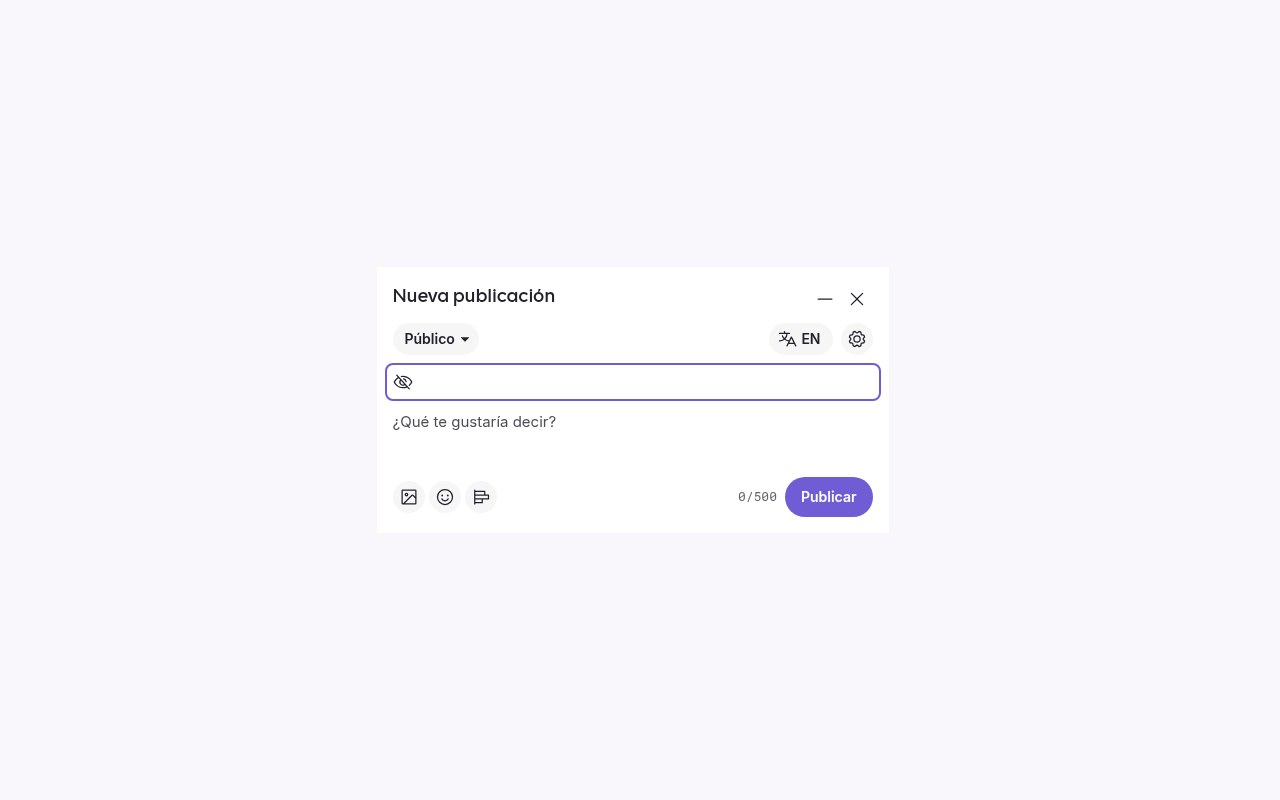 Nueva publicación
Público
EN
¿Qué te gustaría decir?
0/500
Publicar